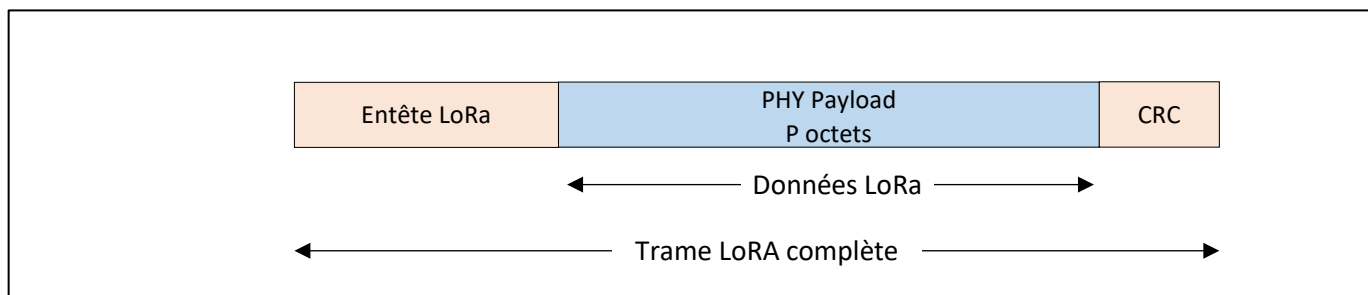 Entête LoRa
PHY Payload
P octets
CRC
Données LoRa
Trame LoRA complète